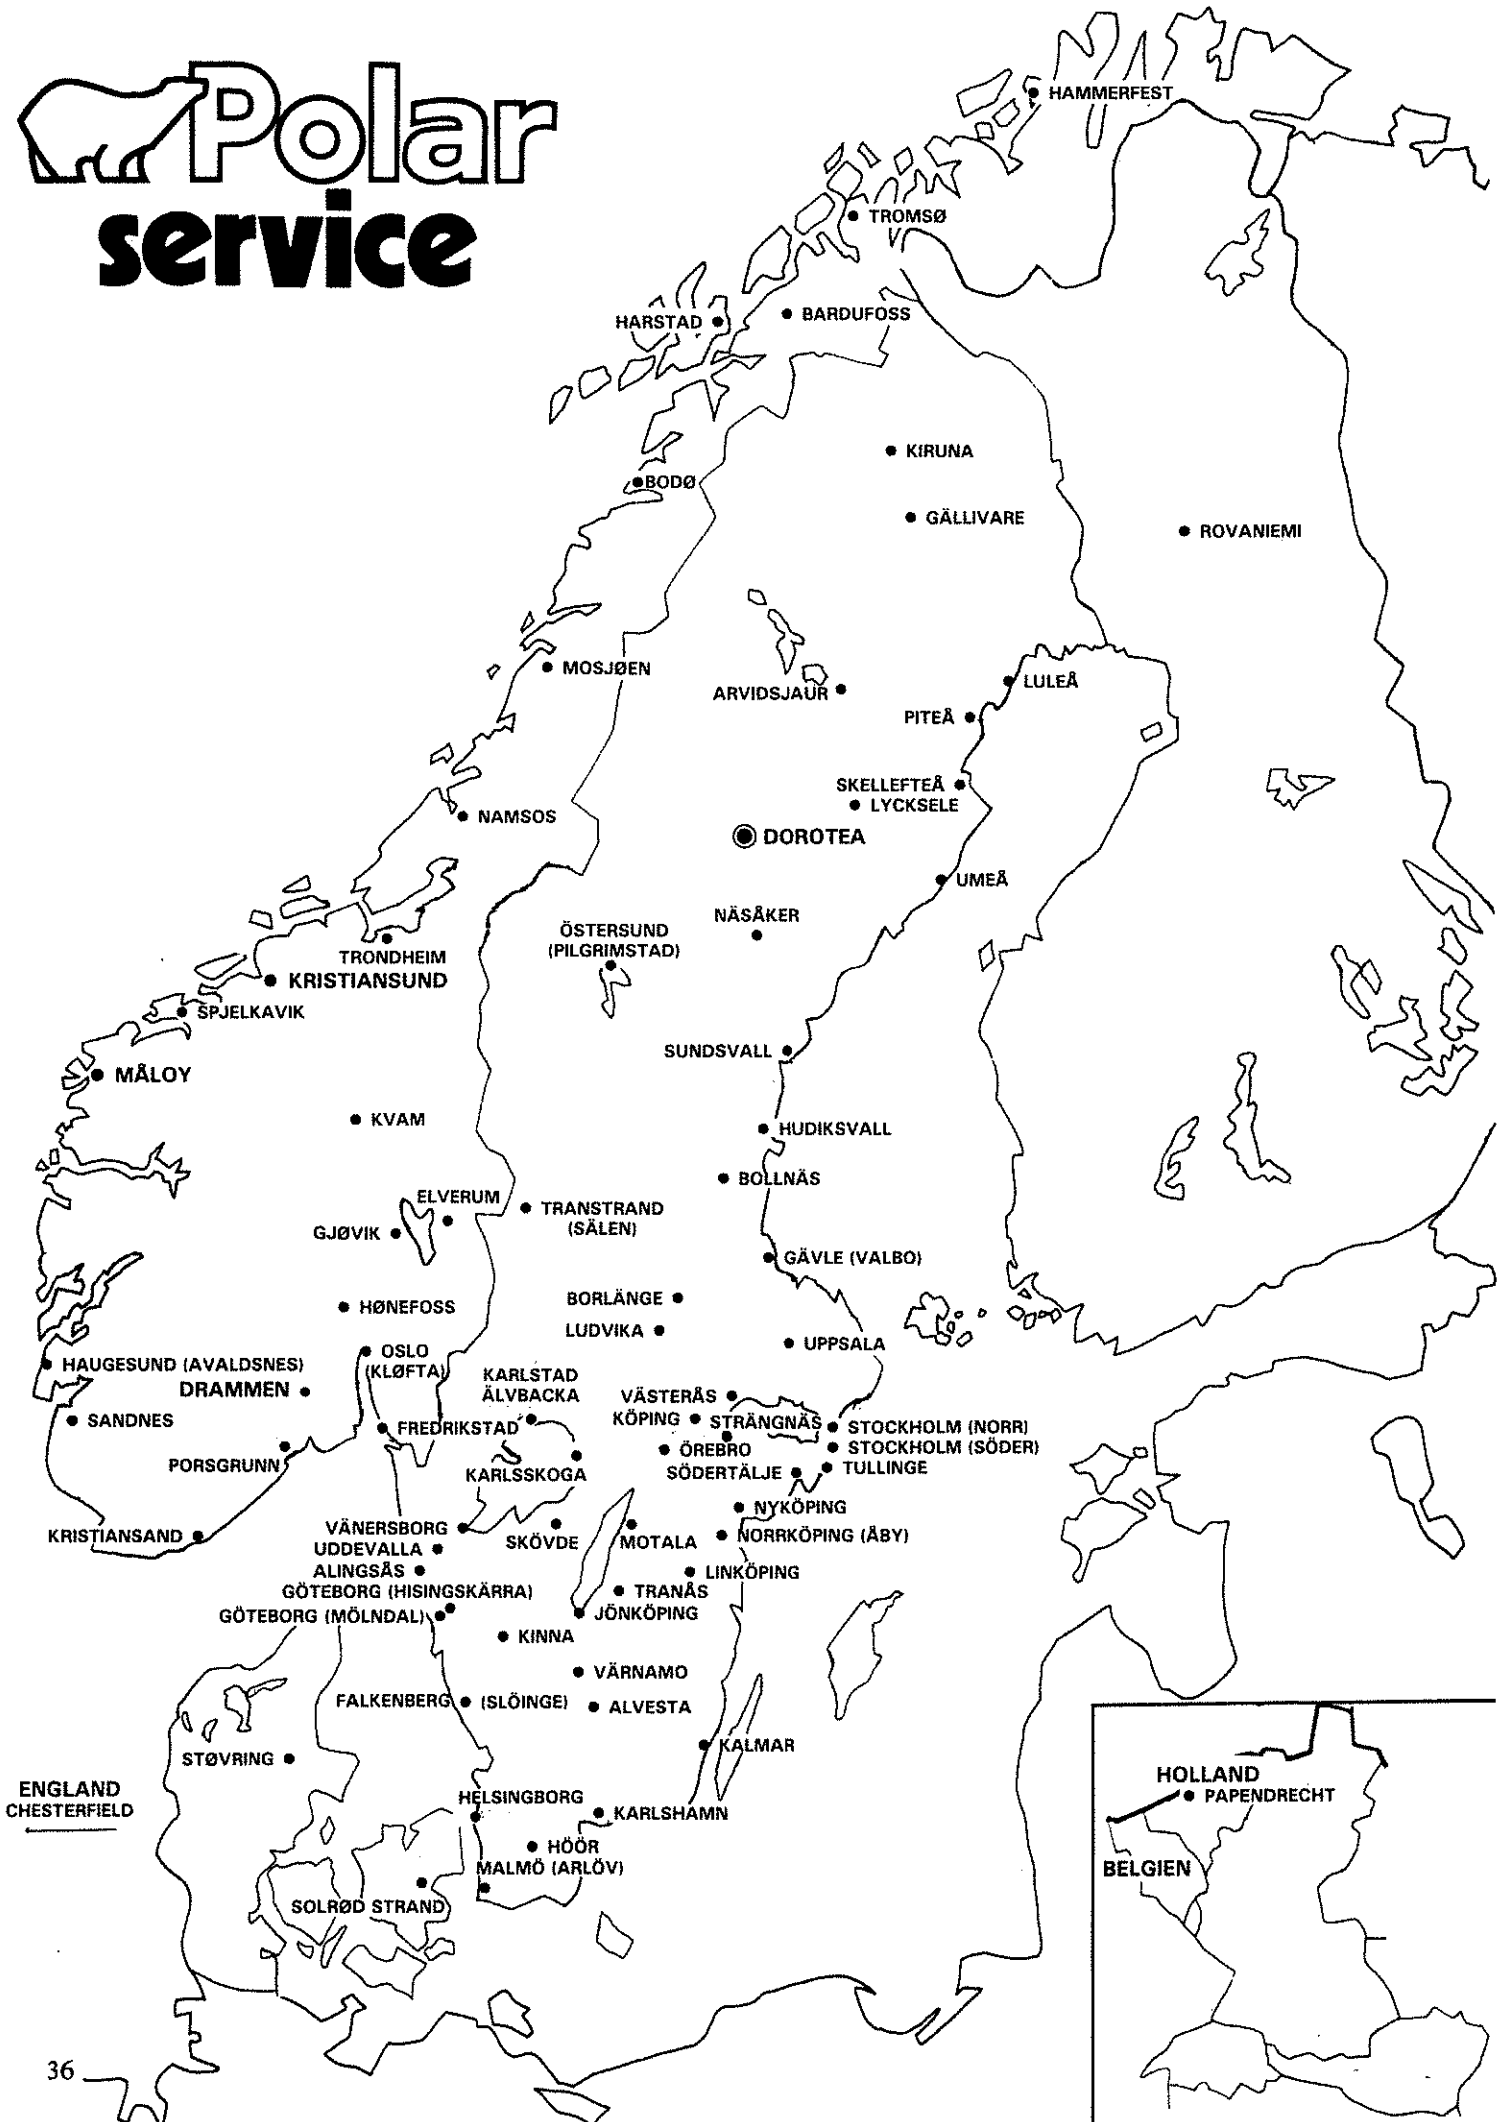 Polar
service
HAMMERFEST
TROMSØ
BARDUFOSS
HARSTAD
KIRUNA
BODØ
GÄLLIVARE
ROVANIEMI
MOSJØEN
ARVIDSJAUR
LULEÅ
PITEÅ
SKELLEFTEÅ
LYCKSELE
NAMSOS
DOROTEA
UMEÅ
NÄSÅKER
ÖSTERSUND
(PILGRIMSTAD)
TRONDHEIM
KRISTIANSUND
SPJELKAVIK
SUNDSVALL
MÅLOY
KVAM
HUDIKSVALL
BOLLNÄS
ELVERUM
TRANSTRAND
(SÄLEN)
GJØVIK
GÄVLE (VALBO)
BORLÄNGE
HØNEFOSS
LUDVIKA
UPPSALA
OSLO
(KLØFTA)
HAUGESUND (AVALDSNES)
DRAMMEN
KARLSTAD
ÄLVBACKA
VÄSTERÅS
SANDNES
KÖPING
STRÄNGNÄS
FREDRIKSTAD
STOCKHOLM (NORR)
ÖREBRO
STOCKHOLM (SÖDER)
PORSGRUNN
KARLSSKOGA
SÖDERTÄLJE
TULLINGE
NYKÖPING
KRISTIANSAND
VÄNERSBORG
SKÖVDE
MOTALA
NORRKÖPING (ÅBY)
UDDEVALLA
ALINGSÅS
LINKÖPING
GÖTEBORG (HISINGSKÄRRA)
TRANÅS
GÖTEBORG (MÖLNDAL)
JÖNKÖPING
KINNA
VÄRNAMO
FALKENBERG (SLÖINGE)
ALVESTA
KALMAR
STØVRING
ENGLAND
CHESTERFIELD
HELSINGBORG
KARLSHAMN
HÖÖR
MALMÖ (ARLÖV)
SOLRØD STRAND
HOLLAND
PAPENDRECHT
BELGIEN
36